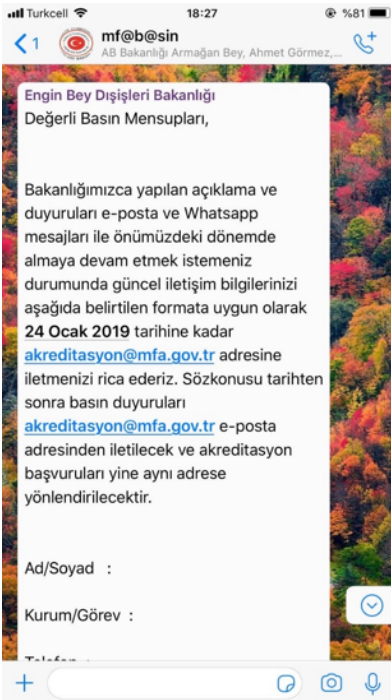 Turkcell
18:27
%81
1
mf@b@sin
AB Bakanlığı Armağan Bey, Ahmet Görmez,...
Engin Bey Dışişleri Bakanlığı
Değerli Basın Mensupları,
Bakanlığımızca yapılan açıklama ve
duyuruları e-posta ve Whatsapp
mesajları ile önümüzdeki dönemde
almaya devam etmek istemeniz
durumunda güncel iletişim bilgilerinizi
aşağıda belirtilen formata uygun olarak
24 Ocak 2019 tarihine kadar
akreditasyon@mfa.gov.tr adresine
iletmenizi rica ederiz. Sözkonusu tarihten
sonra basın duyuruları
akreditasyon@mfa.gov.tr e-posta
adresinden iletilecek ve akreditasyon
başvuruları yine aynı adrese
yönlendirilecektir.
Ad/Soyad :
Kurum/Görev :